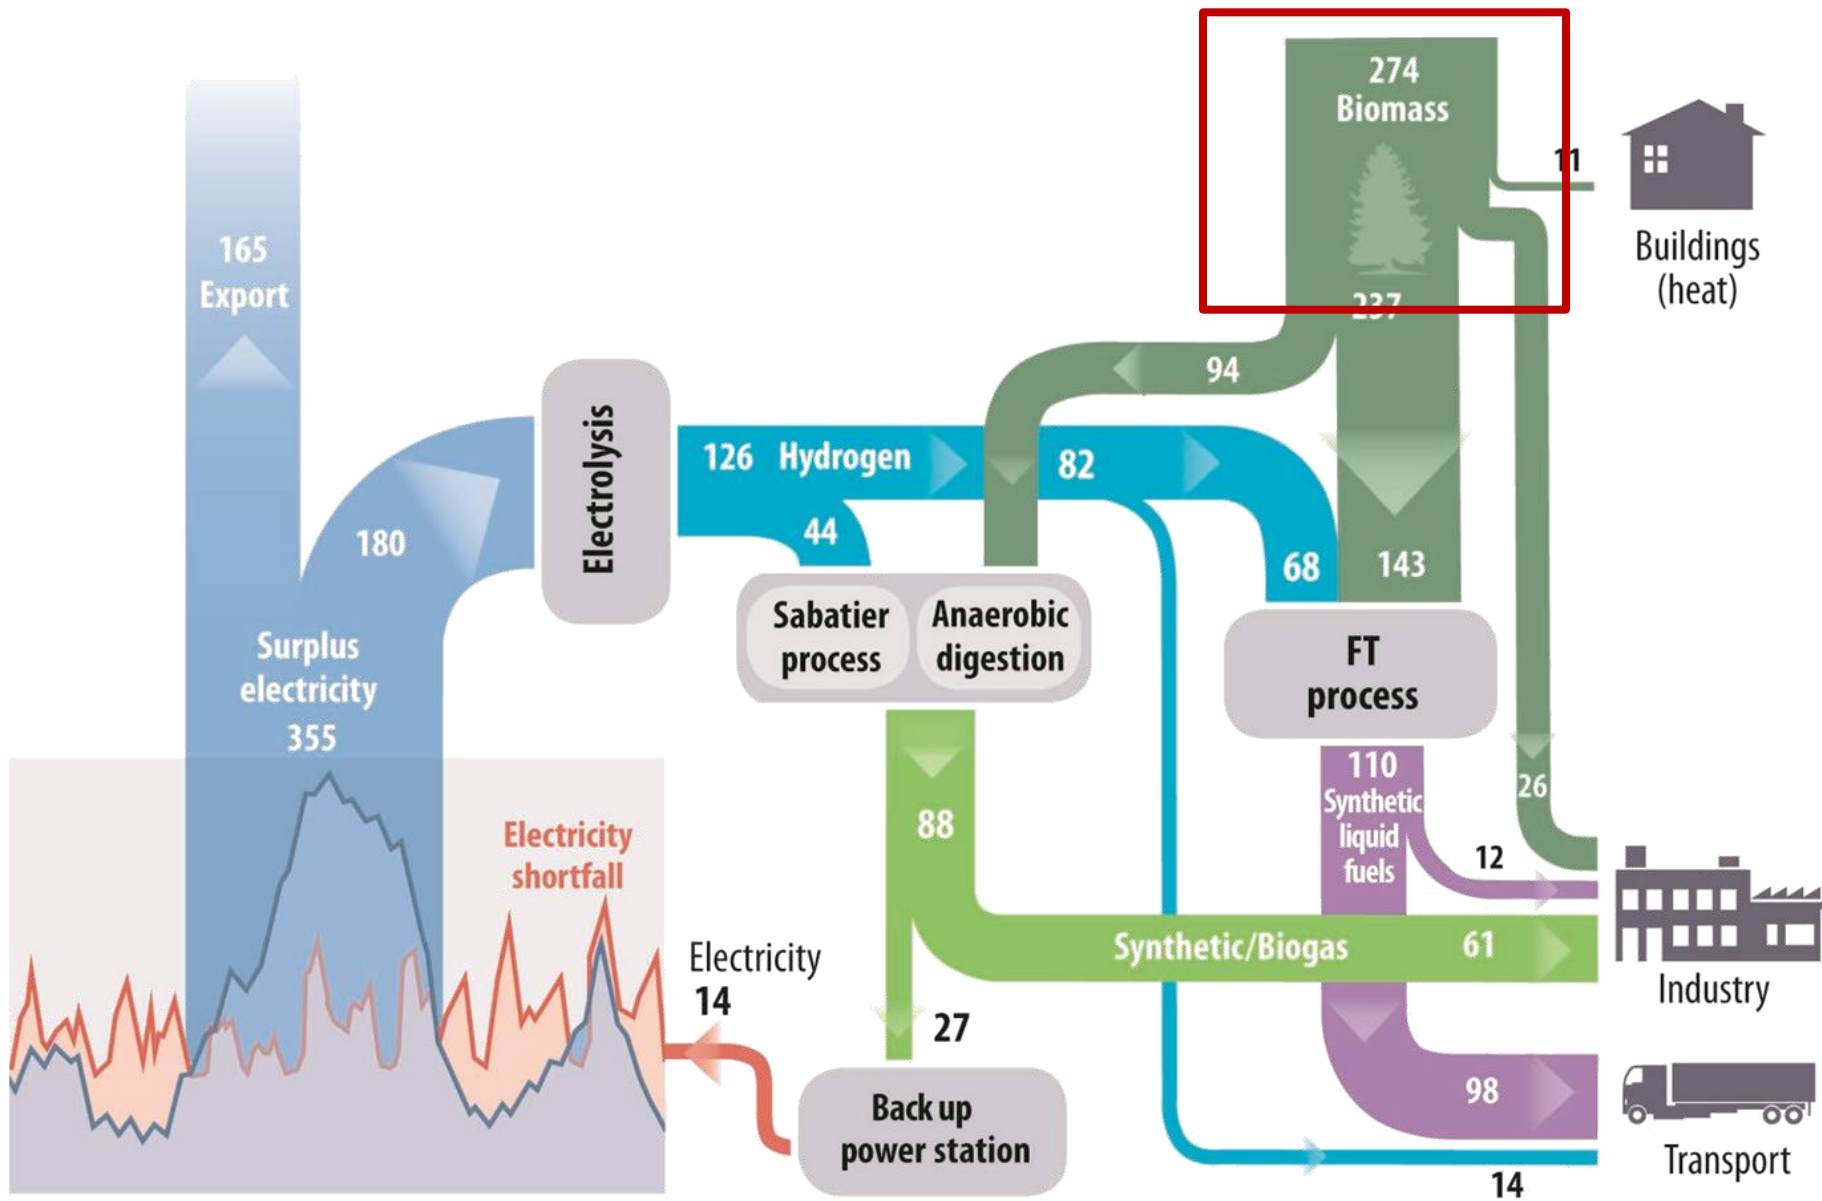 274
Biomass
11
Buildings
(heat)
237
165
Export
94
Electrolysis
126 Hydrogen
82
44
180
68
143
Sabatier
process
Anaerobic
digestion
FT
process
Surplus
electricity
355
110
Synthetic
liquid
fuels
26
12
88
Electricity
shortfall
Synthetic/Biogas 61
Industry
Electricity
14
27
98
Back up
power station
Transport
14